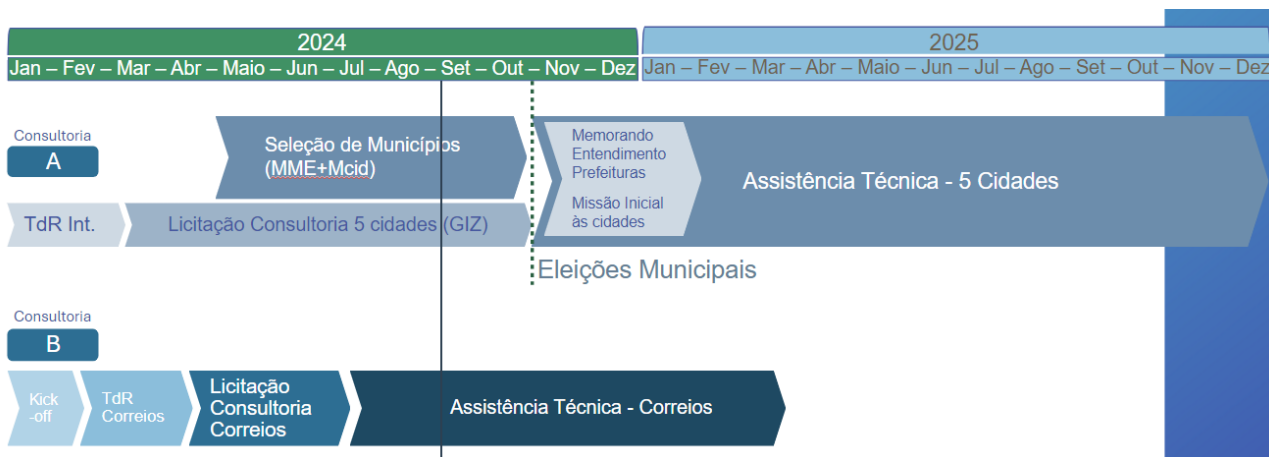 2024
2025
Jan – Fev – Mar – Abr – Maio – Jun – Jul – Ago – Set – Out – Nov – Dez
Jan – Fev – Mar – Abr – Maio – Jun – Jul – Ago – Set – Out – Nov – Dez
Consultoria
A
Seleção de Municípios
(MME+Mcid)
Memorando
Entendimento
Prefeituras
Missão Inicial
às cidades
Assistência Técnica - 5 Cidades
TdR Int.
Licitação Consultoria 5 cidades (GIZ)
Eleições Municipais
Consultoria
B
Kick
-off
TdR
Correios
Licitação
Consultoria
Correios
Assistência Técnica - Correios